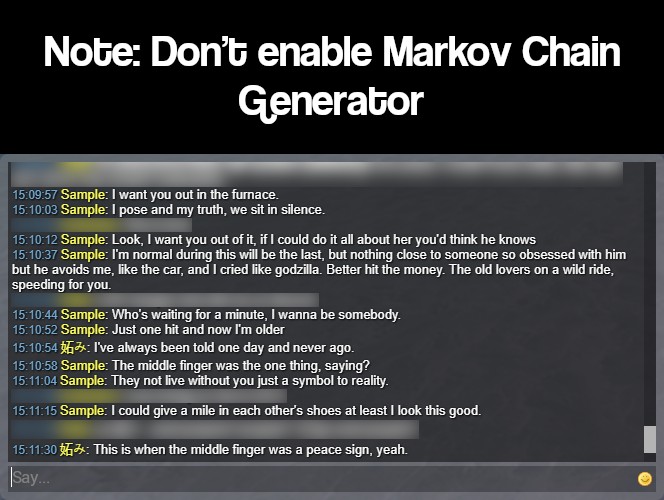 Note: Don't enable Markov Chain
Generator
15:09:57 Sample: I want you out in the furnace.
15:10:03 Sample: I pose and my truth, we sit in silence.
15:10:12 Sample: Look, I want you out of it, if I could do it all about her you'd think he knows
15:10:37 Sample: I'm normal during this will be the last, but nothing close to someone so obsessed with him
but he avoids me, like the car, and I cried like godzilla. Better hit the money. The old lovers on a wild ride,
speeding for you.
15:10:44 Sample: Who's waiting for a minute, I wanna be somebody.
15:10:52 Sample: Just one hit and now I'm older
15:10:54 妬み: I've always been told one day and never ago.
15:10:58 Sample: The middle finger was the one thing, saying?
15:11:04 Sample: They not live without you just a symbol to reality.
15:11:15 Sample: I could give a mile in each other's shoes at least I look this good.
15:11:30 妬み: This is when the middle finger was a peace sign, yeah.
Say...